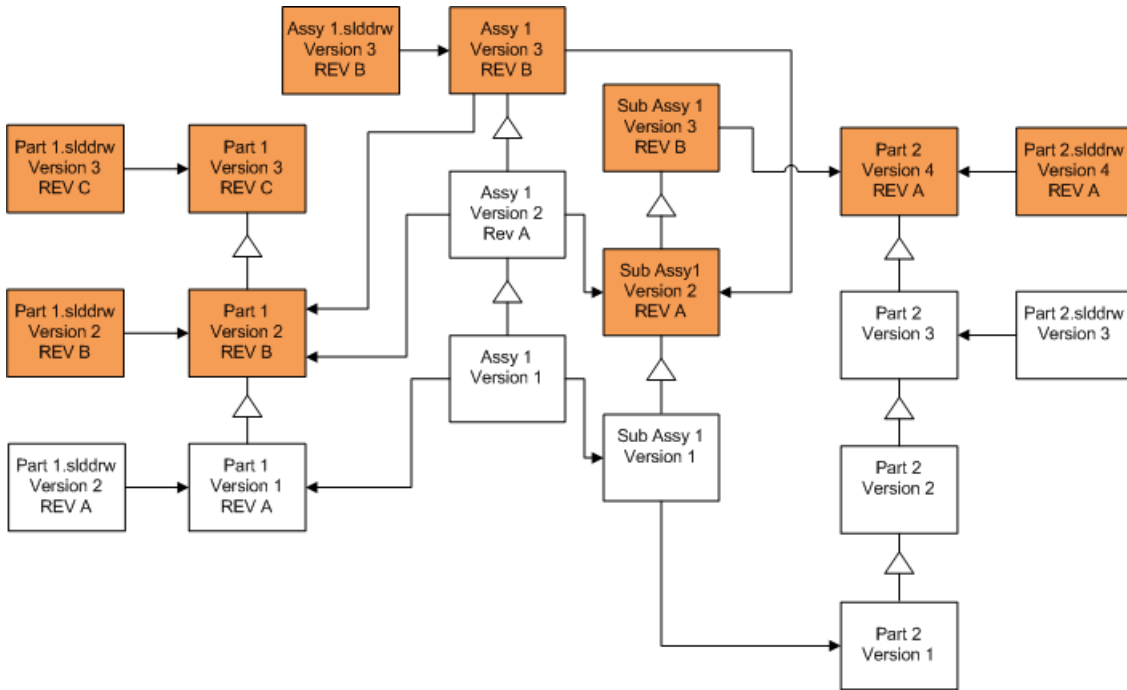 Assy 1.slddrw
Version 3
REV B
Assy 1
Version 3
REV B
Sub Assy 1
Version 3
REV B
Part 1.slddrw
Version 3
REV C
Part 1
Version 3
REV C
Part 2
Version 4
REV A
Part 2.slddrw
Version 4
REV A
Assy 1
Version 2
Rev A
Sub Assy1
Version 2
REV A
Part 1.slddrw
Version 2
REV B
Part 1
Version 2
REV B
Part 2
Version 3
Part 2.slddrw
Version 3
Assy 1
Version 1
Sub Assy 1
Version 1
Part 1.slddrw
Version 2
REV A
Part 1
Version 1
REV A
Part 2
Version 2
Part 2
Version 1